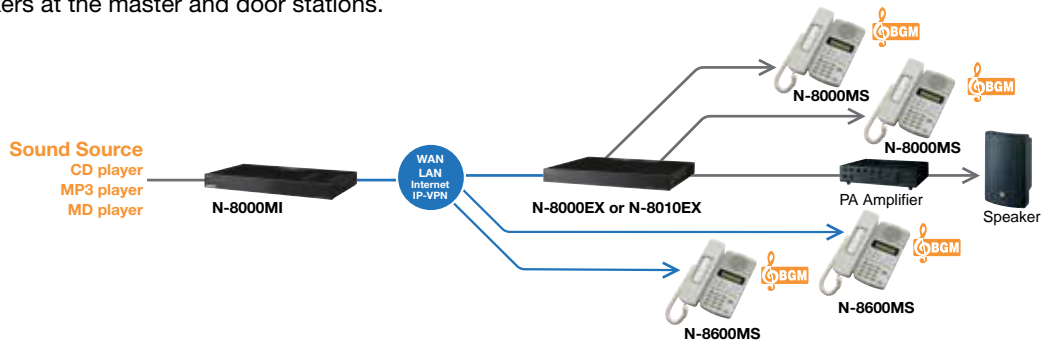 kers at the master and door stations.
BGM
N-8000MS
BGM
N-8000MS
Sound Source
CD player
MP3 player
MD player
N-8000MI
WAN
LAN
Internet
IP-VPN
N-8000EX or N-8010EX
PA Amplifier
Speaker
BGM
N-8600MS
BGM
N-8600MS